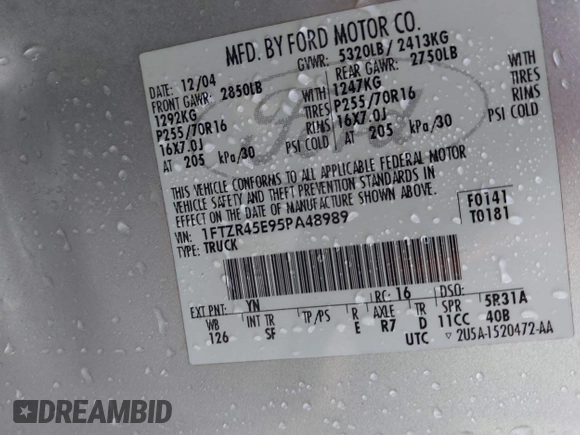 MFD. BY FORD MOTOR CO.
DATE: 12/04 GVWR: 5320LB / 2413KG
FRONT GAWR: 2850LB REAR GAWR: 2750LB
1292KG WITH 1247KG WITH
P255/70R16 TIRES P255/70R16 TIRES
16X7.0J RIMS 16X7.0J RIMS
AT 205 kPa/30 PSI COLD AT 205 kPa/30 PSI COLD
Ford
THIS VEHICLE CONFORMS TO ALL APPLICABLE FEDERAL MOTOR
VEHICLE SAFETY AND THEFT PREVENTION STANDARDS IN
EFFECT ON THE DATE OF MANUFACTURE SHOWN ABOVE.
VIN: 1FTZR45E95PA48989
TYPE: TRUCK
F0141
T0181
EXT PNT: YN RC: 16 DSO:
WB INT TR TP/PS R AXLE TR SPR 5R31A
126 SF E R7 D 11CC 40B
UTC 2U5A-1520472-AA
DREAMBID